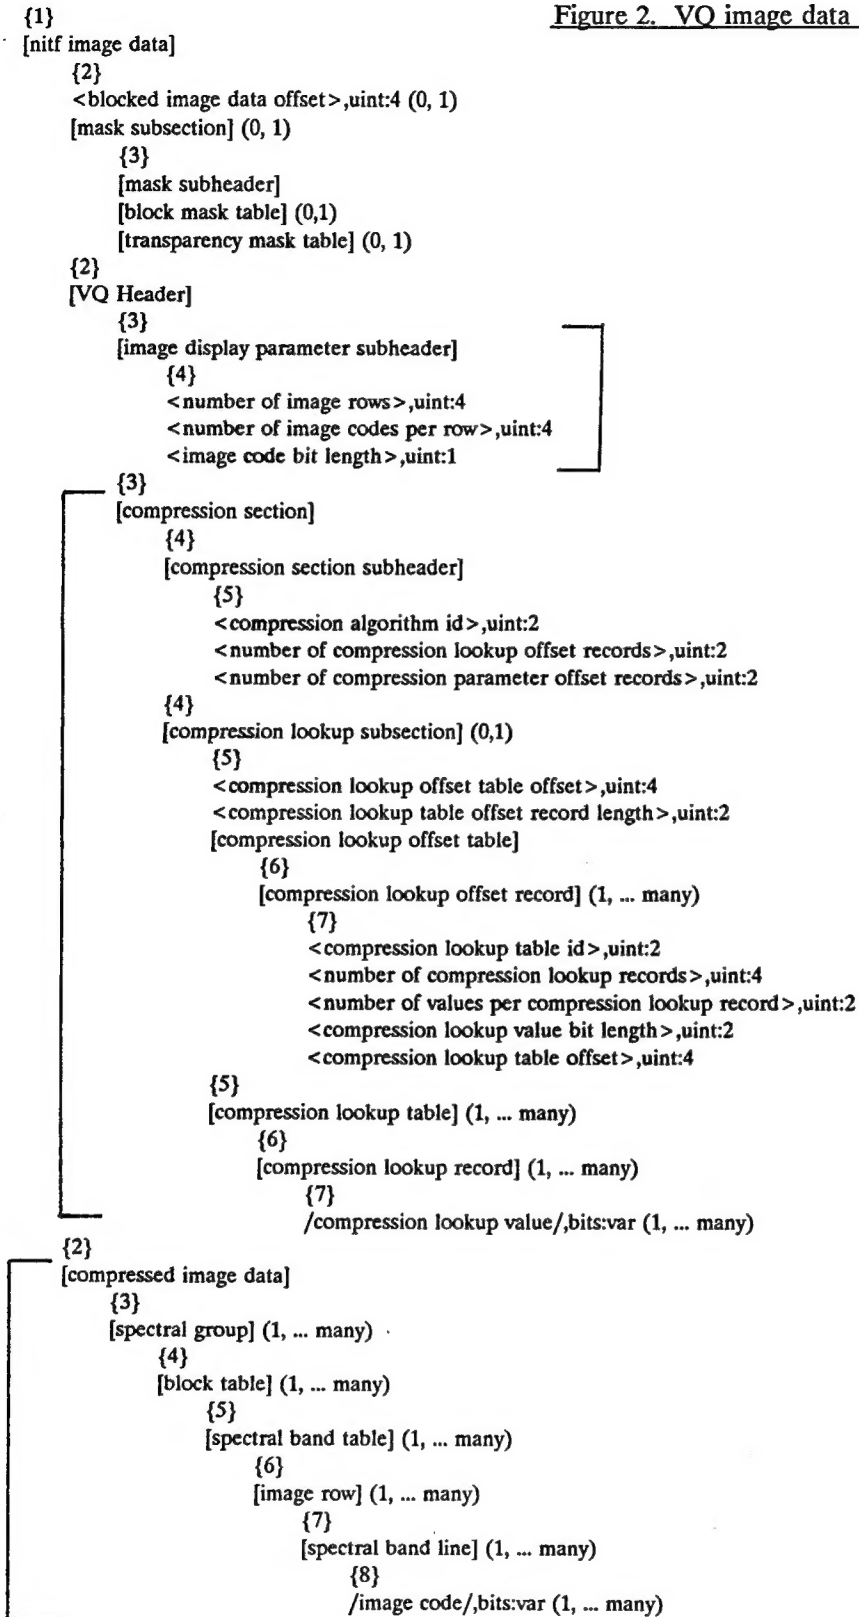 {1}
Figure 2. VQ image data
[nitf image data]
{2}
<blocked image data offset>,uint:4 (0, 1)
[mask subsection] (0, 1)
{3}
[mask subheader]
[block mask table] (0,1)
[transparency mask table] (0, 1)
{2}
[VQ Header]
{3}
[image display parameter subheader]
{4}
<number of image rows>,uint:4
<number of image codes per row>,uint:4
<image code bit length>,uint:1
{3}
[compression section]
{4}
[compression section subheader]
{5}
<compression algorithm id>,uint:2
<number of compression lookup offset records>,uint:2
<number of compression parameter offset records>,uint:2
{4}
[compression lookup subsection] (0,1)
{5}
<compression lookup offset table offset>,uint:4
<compression lookup table offset record length>,uint:2
[compression lookup offset table]
{6}
[compression lookup offset record] (1, ... many)
{7}
<compression lookup table id>,uint:2
<number of compression lookup records>,uint:4
<number of values per compression lookup record>,uint:2
<compression lookup value bit length>,uint:2
<compression lookup table offset>,uint:4
{5}
[compression lookup table] (1, ... many)
{6}
[compression lookup record] (1, ... many)
{7}
/compression lookup value/,bits:var (1, ... many)
{2}
[compressed image data]
{3}
[spectral group] (1, ... many)
{4}
[block table] (1, ... many)
{5}
[spectral band table] (1, ... many)
{6}
[image row] (1, ... many)
{7}
[spectral band line] (1, ... many)
{8}
/image code/,bits:var (1, ... many)